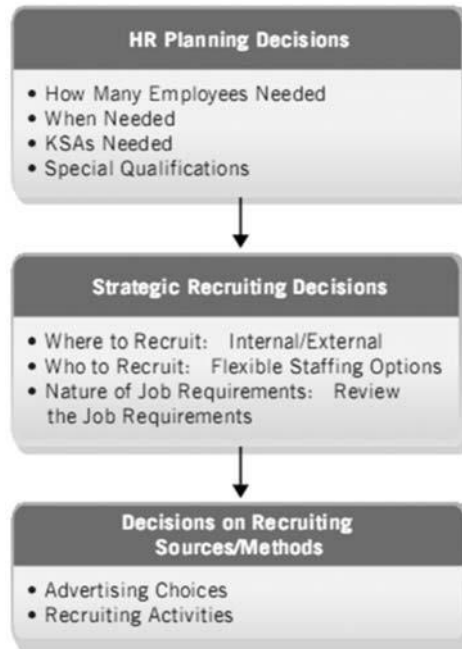 HR Planning Decisions
• How Many Employees Needed
• When Needed
• KSAs Needed
• Special Qualifications
Strategic Recruiting Decisions
• Where to Recruit: Internal/External
• Who to Recruit: Flexible Staffing Options
• Nature of Job Requirements: Review
the Job Requirements
Decisions on Recruiting
Sources/Methods
• Advertising Choices
• Recruiting Activities